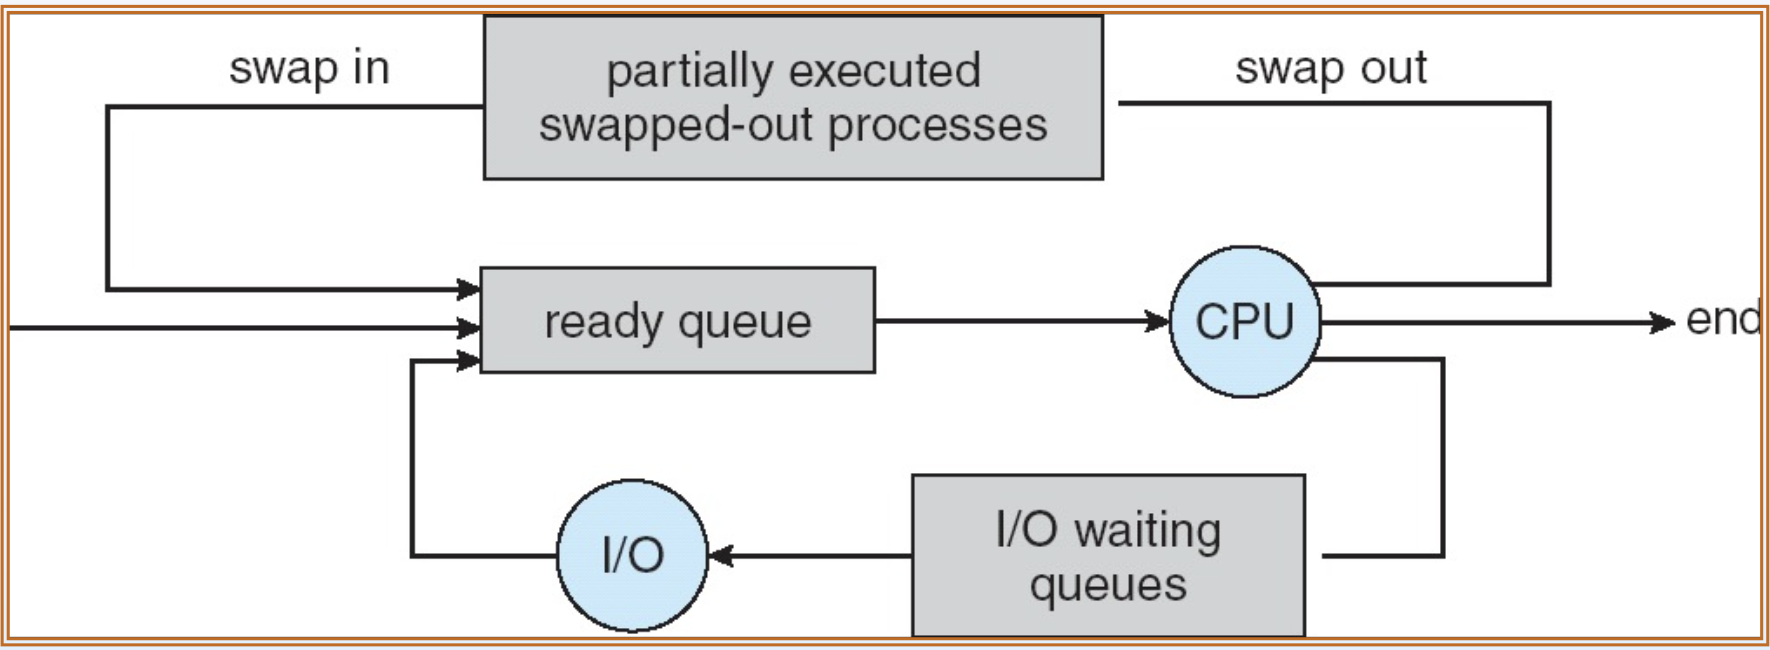 swap in
partially executed
swapped-out processes
swap out
ready queue
CPU
end
I/O
I/O waiting
queues